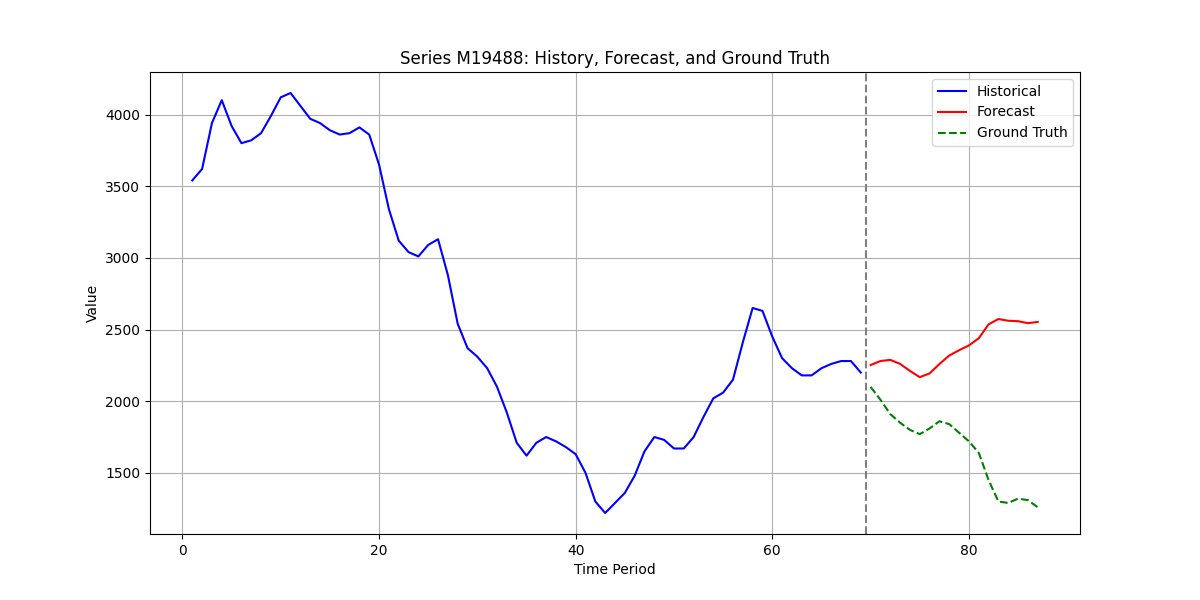 Series M19488: History, Forecast, and Ground Truth
Historical
Forecast
Ground Truth
Value
4000
3500
3000
2500
2000
1500
0
20
40
60
80
Time Period